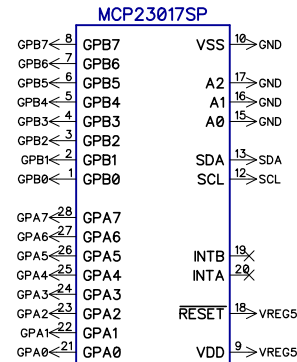 MCP23017SP
GPB7 8 GPB7 VSS 10 GND
GPB6 7 GPB6
GPB5 6 GPB5 A2 17 GND
GPB4 5 GPB4 A1 16 GND
GPB3 4 GPB3 A0 15 GND
GPB2 3 GPB2
GPB1 2 GPB1 SDA 13 SDA
GPB0 1 GPB0 SCL 12 SCL
GPA7 28 GPA7
GPA6 27 GPA6
GPA5 26 GPA5 INTB 19
GPA4 25 GPA4 INTA 20
GPA3 24 GPA3
GPA2 23 GPA2 RESET 18 VREG5
GPA1 22 GPA1
GPA0 21 GPA0 VDD 9 VREG5